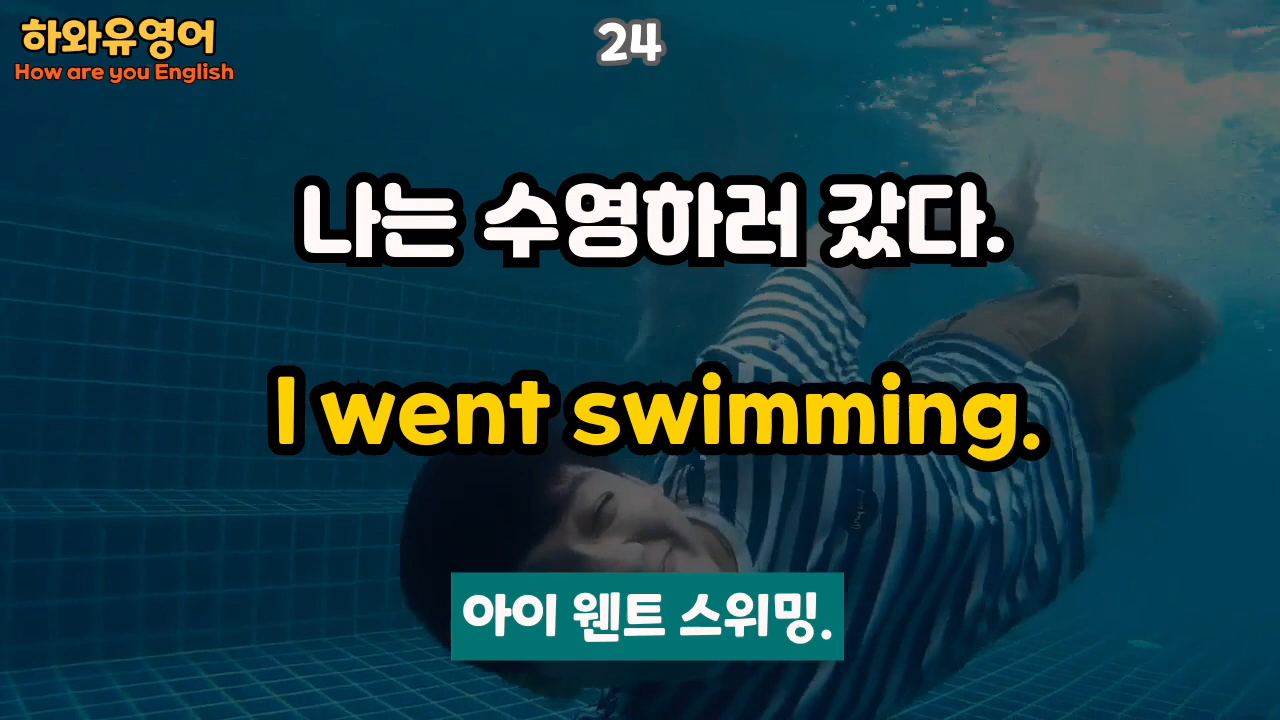 하와유영어
How are you English
24
나는 수영하러 갔다.
I went swimming.
아이 웬트 스위밍.